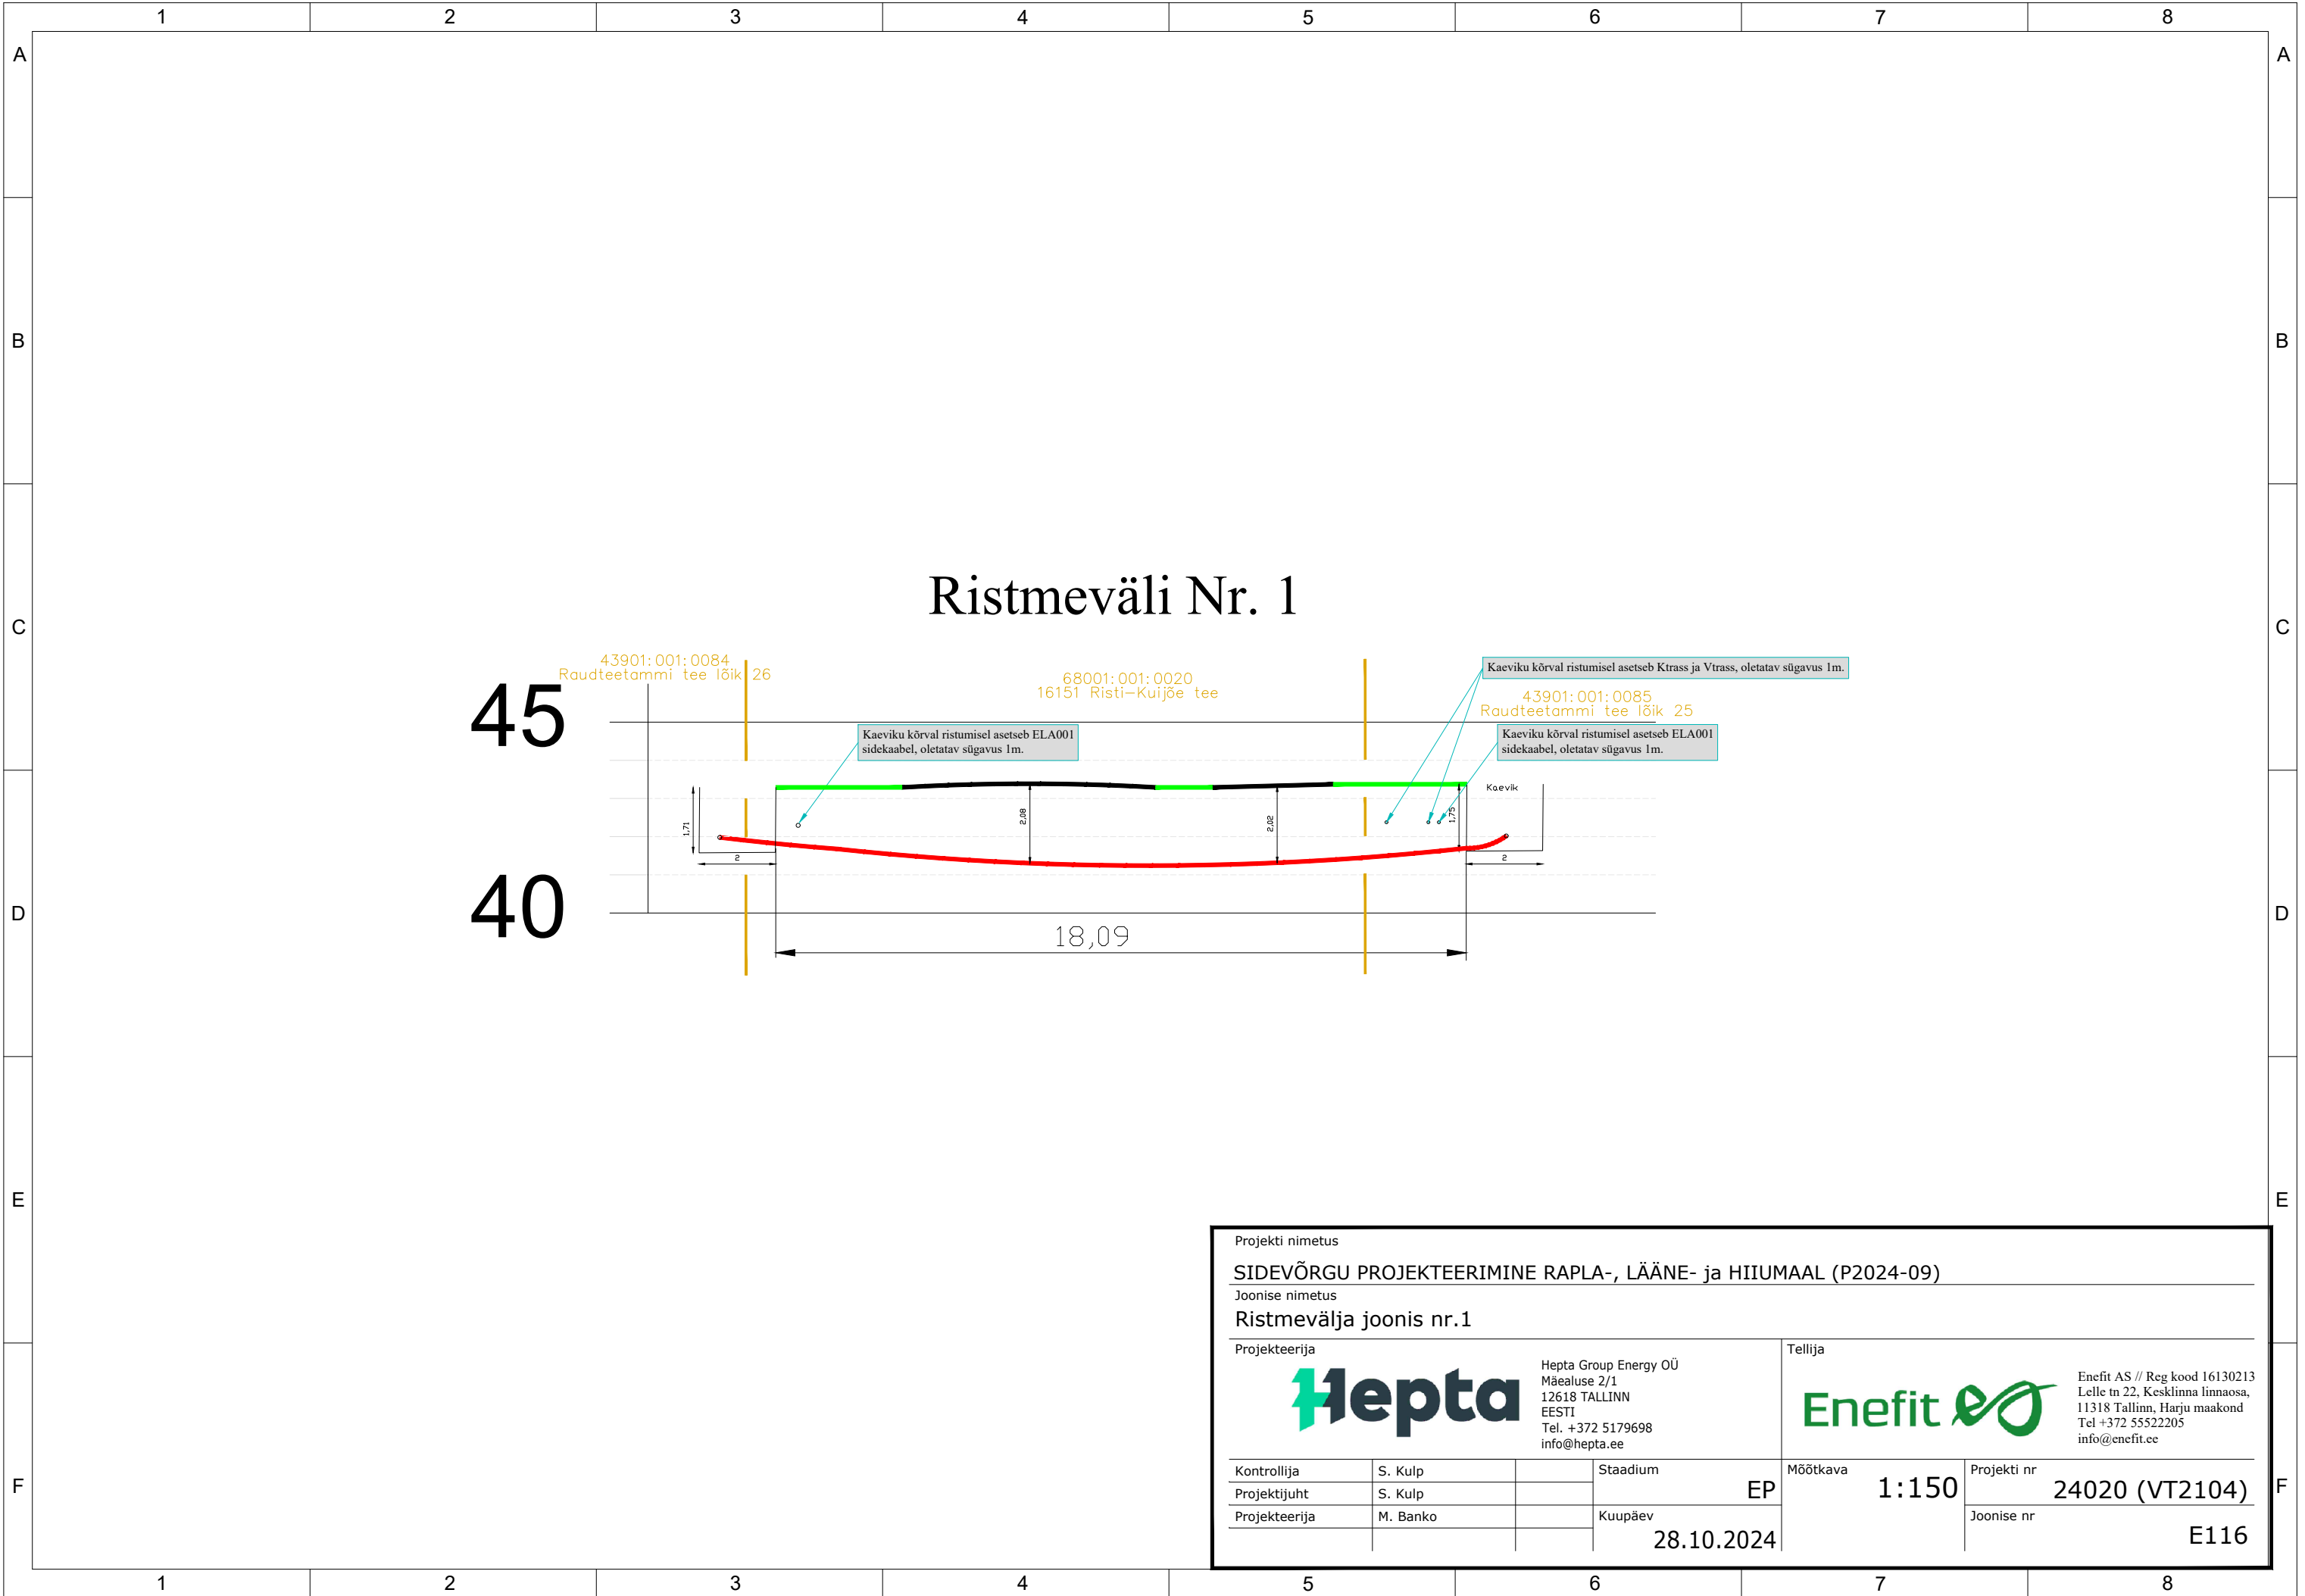 1 2 3 4 5 6 7 8
A A
B B
C C
D D
E E
F F
Ristmeväli Nr. 1
43901:001:0084
Raudteetammi tee lõik 26
68001:001:0020
16151 Risti-Kuijõe tee
Kaeviku kõrval ristumisel asetseb Ktrass ja Vtrass, oletatav sügavus 1m.
43901:001:0085
Raudteetammi tee lõik 25
45
Kaeviku kõrval ristumisel asetseb ELA001
sidekaabel, oletatav sügavus 1m.
Kaeviku kõrval ristumisel asetseb ELA001
sidekaabel, oletatav sügavus 1m.
Kaevik
1,71
2,08
2,02
1,75
2
2
40
18,09
Projekti nimetus
SIDEVÕRGU PROJEKTEERIMINE RAPLA-, LÄÄNE- ja HIIUMAAL (P2024-09)
Joonise nimetus
Ristmevälja joonis nr.1
Projekteerija
Hepta
Hepta Group Energy OÜ
Mäealuse 2/1
12618 TALLINN
EESTI
Tel. +372 5179698
info@hepta.ee
Tellija
Enefit
Enefit AS // Reg kood 16130213
Lelle tn 22, Kesklinna linnaosa,
11318 Tallinn, Harju maakond
Tel +372 55522205
info@enefit.ee
Kontrollija S. Kulp
Projektijuht S. Kulp
Projekteerija M. Banko
Staadium
EP
Kuupäev
28.10.2024
Mõõtkava
1:150
Projekti nr
24020 (VT2104)
Joonise nr
E116
1 2 3 4 5 6 7 8